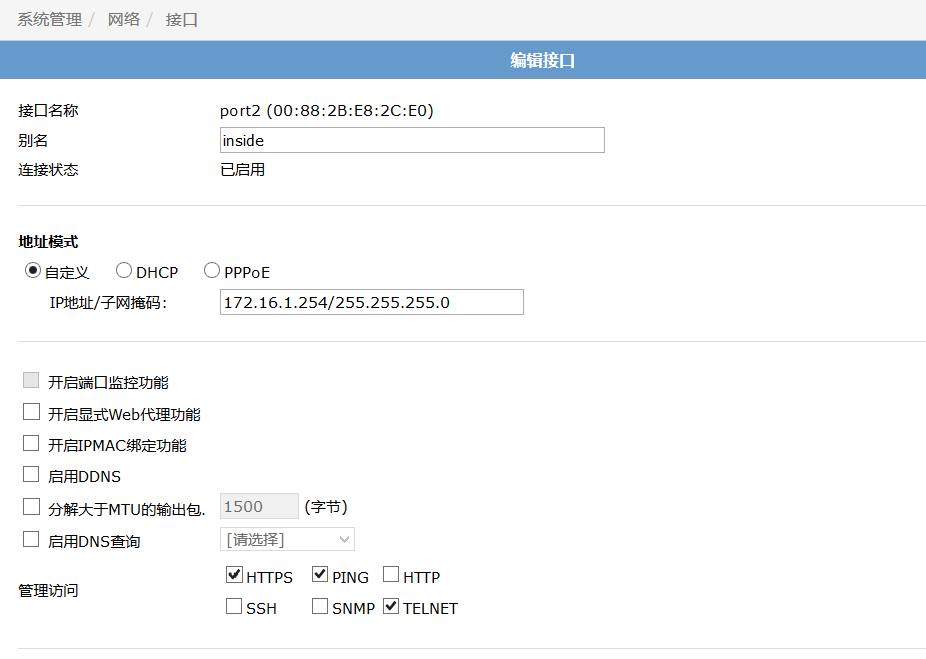 系统管理 / 网络 / 接口
编辑接口
接口名称 port2 (00:88:2B:E8:2C:E0)
别名 inside
连接状态 已启用
地址模式
自定义 DHCP PPPoE
IP地址/子网掩码: 172.16.1.254/255.255.255.0
开启端口监控功能
开启显式Web代理功能
开启IPMAC绑定功能
启用DDNS
分解大于MTU的输出包. 1500 (字节)
启用DNS查询 [请选择]
管理访问 HTTPS PING HTTP
SSH SNMP TELNET